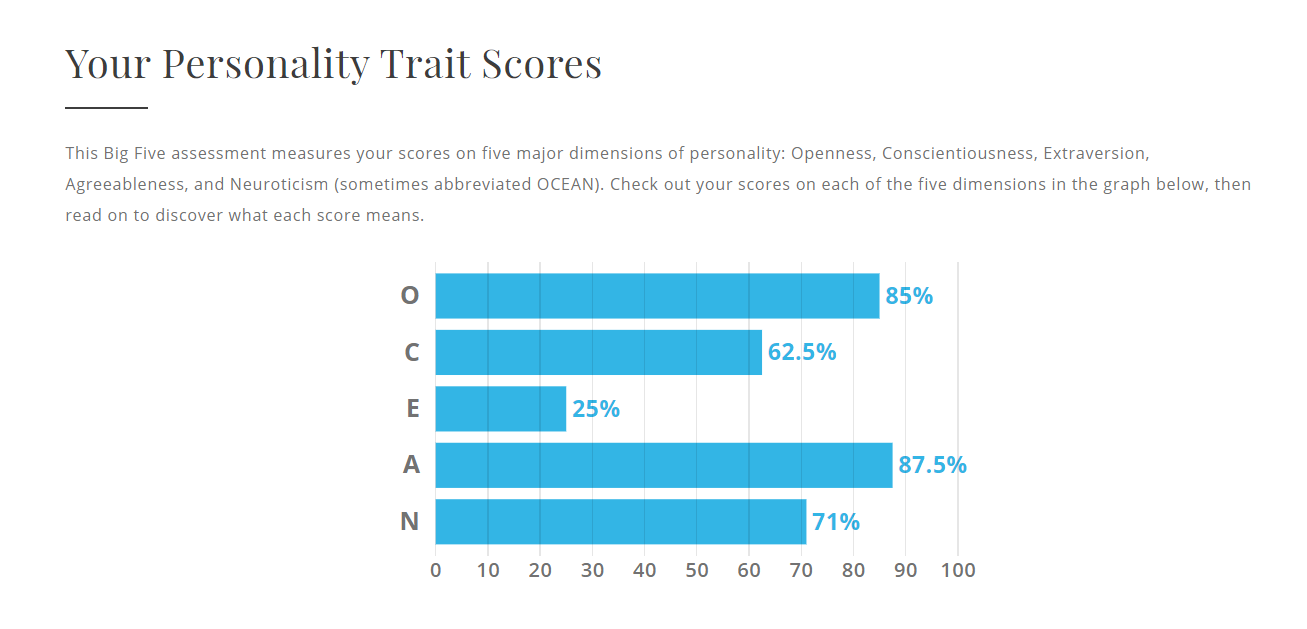 Your Personality Trait Scores
This Big Five assessment measures your scores on five major dimensions of personality: Openness, Conscientiousness, Extraversion,
Agreeableness, and Neuroticism (sometimes abbreviated OCEAN). Check out your scores on each of the five dimensions in the graph below, then
read on to discover what each score means.
O 85%
C 62.5%
E 25%
A 87.5%
N 71%
0 10 20 30 40 50 60 70 80 90 100